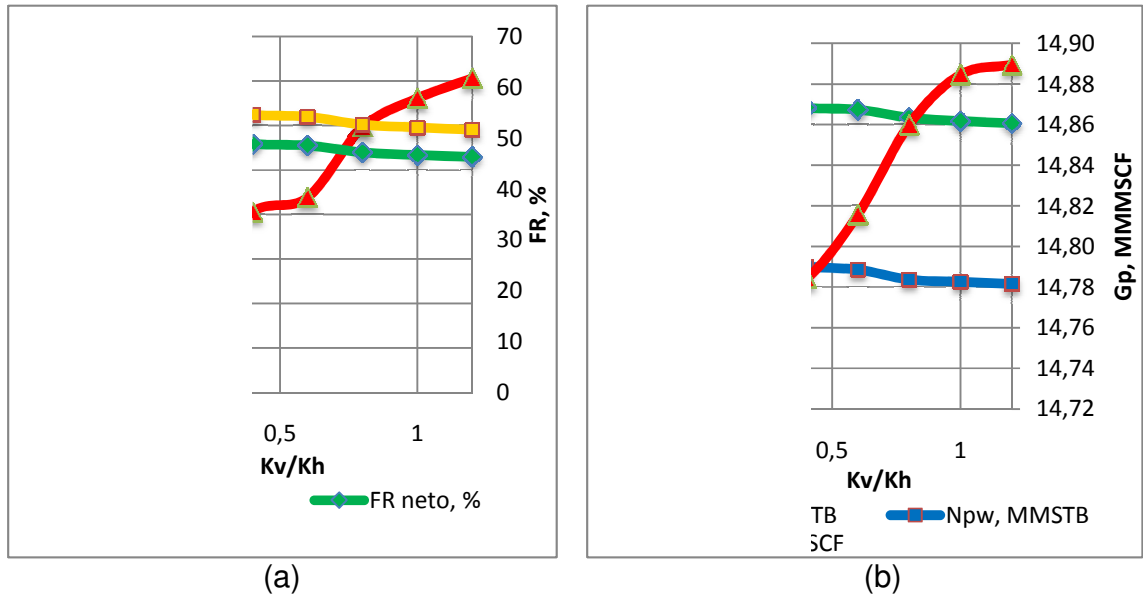 70
60
50
40
30
20
10
0
FR, %
0,5 1
Kv/Kh
FR neto, %
(a)
14,90
14,88
14,86
14,84
14,82
14,80
14,78
14,76
14,74
14,72
Gp, MMMSCF
0,5 1
Kv/Kh
TB Npw, MMSTB
SCF
(b)